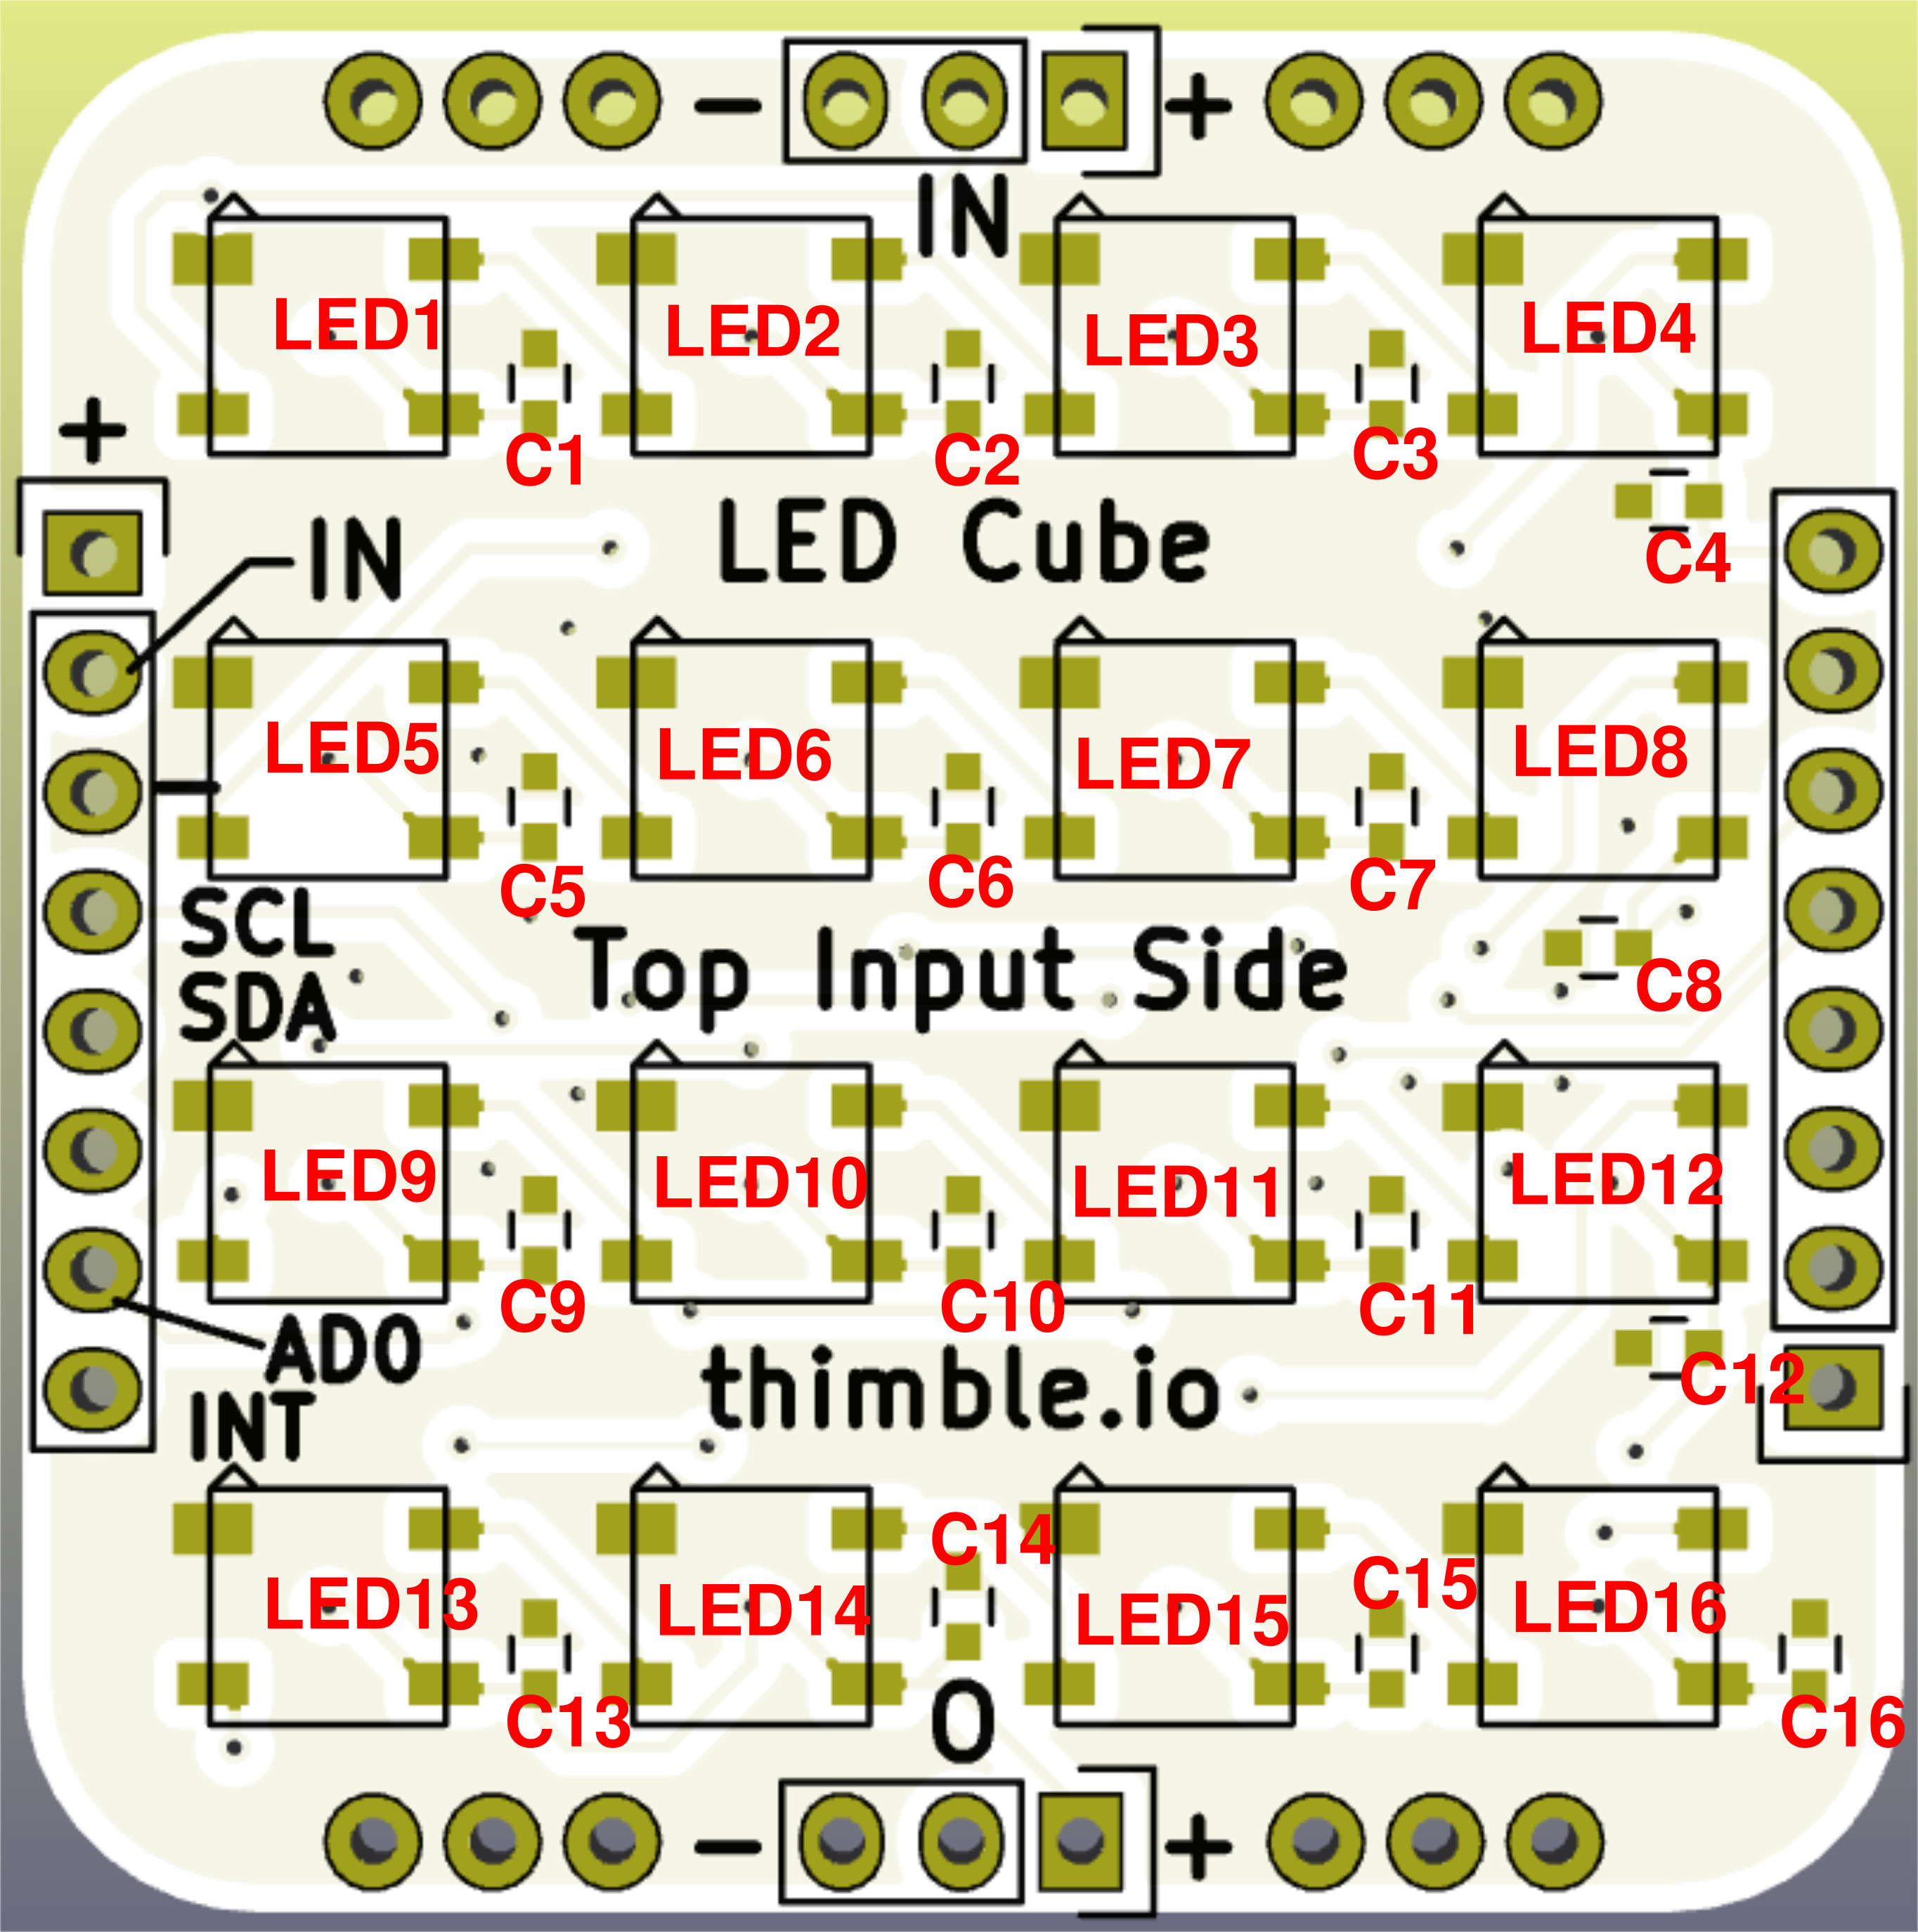 − +
IN
LED1 LED2 LED3 LED4
C1 C2 C3
+
LED Cube
IN
C4
LED5 LED6 LED7 LED8
−
C5 C6 C7
SCL
Top Input Side
SDA
C8
LED9 LED10 LED11 LED12
C9 C10 C11
AD0
thimble.io
C12
INT
C14
C15
LED13 LED14 LED15 LED16
C13
O
C16
− +